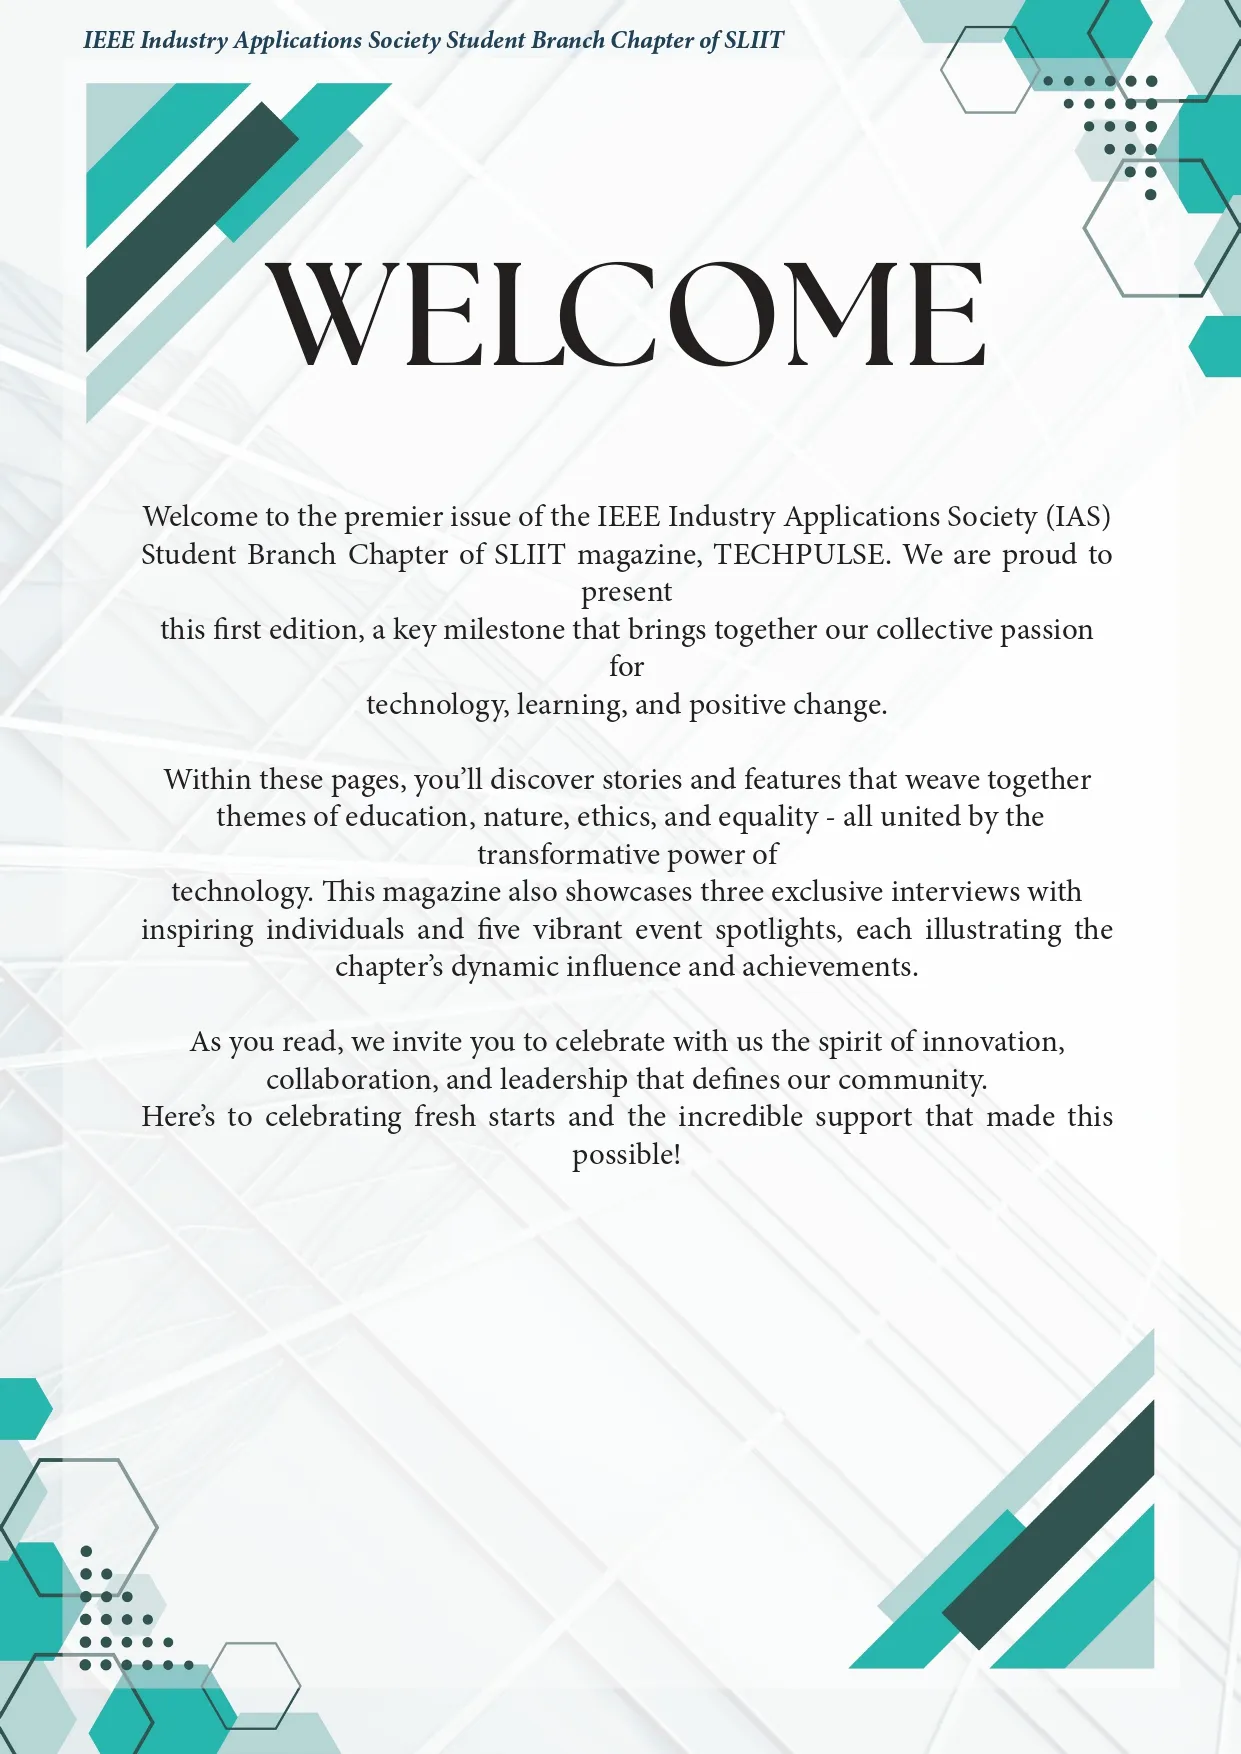 IEEE Industry Applications Society Student Branch Chapter of SLIIT
WELCOME
Welcome to the premier issue of the IEEE Industry Applications Society (IAS)
Student Branch Chapter of SLIIT magazine, TECHPULSE. We are proud to
present
this first edition, a key milestone that brings together our collective passion
for
technology, learning, and positive change.
Within these pages, you’ll discover stories and features that weave together
themes of education, nature, ethics, and equality - all united by the
transformative power of
technology. This magazine also showcases three exclusive interviews with
inspiring individuals and five vibrant event spotlights, each illustrating the
chapter’s dynamic influence and achievements.
As you read, we invite you to celebrate with us the spirit of innovation,
collaboration, and leadership that defines our community.
Here’s to celebrating fresh starts and the incredible support that made this
possible!